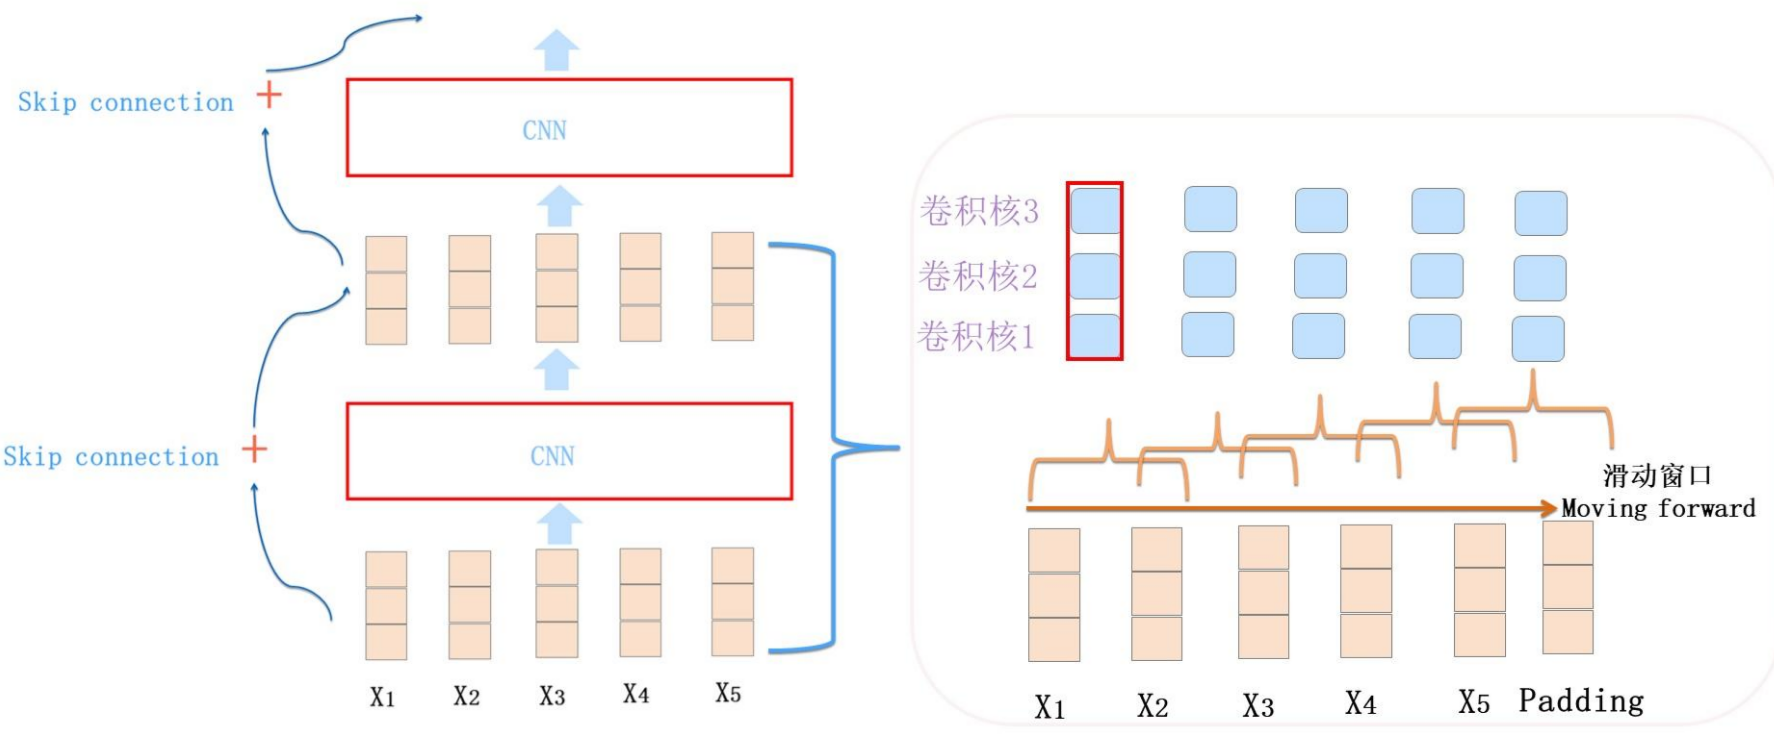 Skip connection
CNN
Skip connection
CNN
X1 X2 X3 X4 X5
卷积核3
卷积核2
卷积核1
滑动窗口
Moving forward
X1 X2 X3 X4 X5 Padding